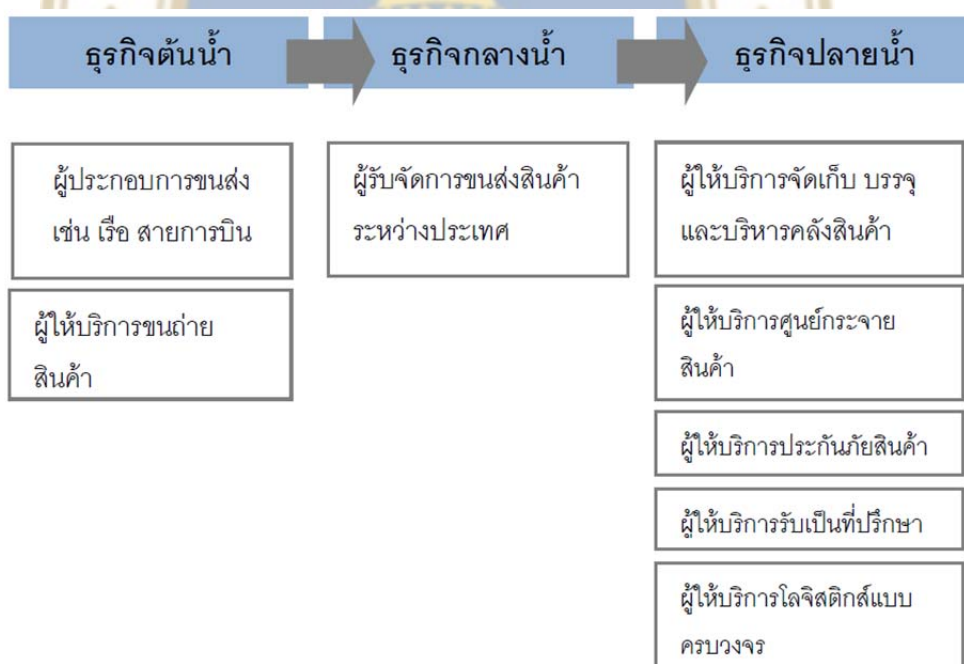 ธุรกิจต้นน้ำ
ธุรกิจกลางน้ำ
ธุรกิจปลายน้ำ
ผู้ประกอบการขนส่ง
เช่น เรือ สายการบิน
ผู้ให้บริการขนถ่าย
สินค้า
ผู้รับจัดการขนส่งสินค้า
ระหว่างประเทศ
ผู้ให้บริการจัดเก็บ บรรจุ
และบริหารคลังสินค้า
ผู้ให้บริการศูนย์กระจาย
สินค้า
ผู้ให้บริการประกันภัยสินค้า
ผู้ให้บริการรับเป็นที่ปรึกษา
ผู้ให้บริการโลจิสติกส์แบบ
ครบวงจร